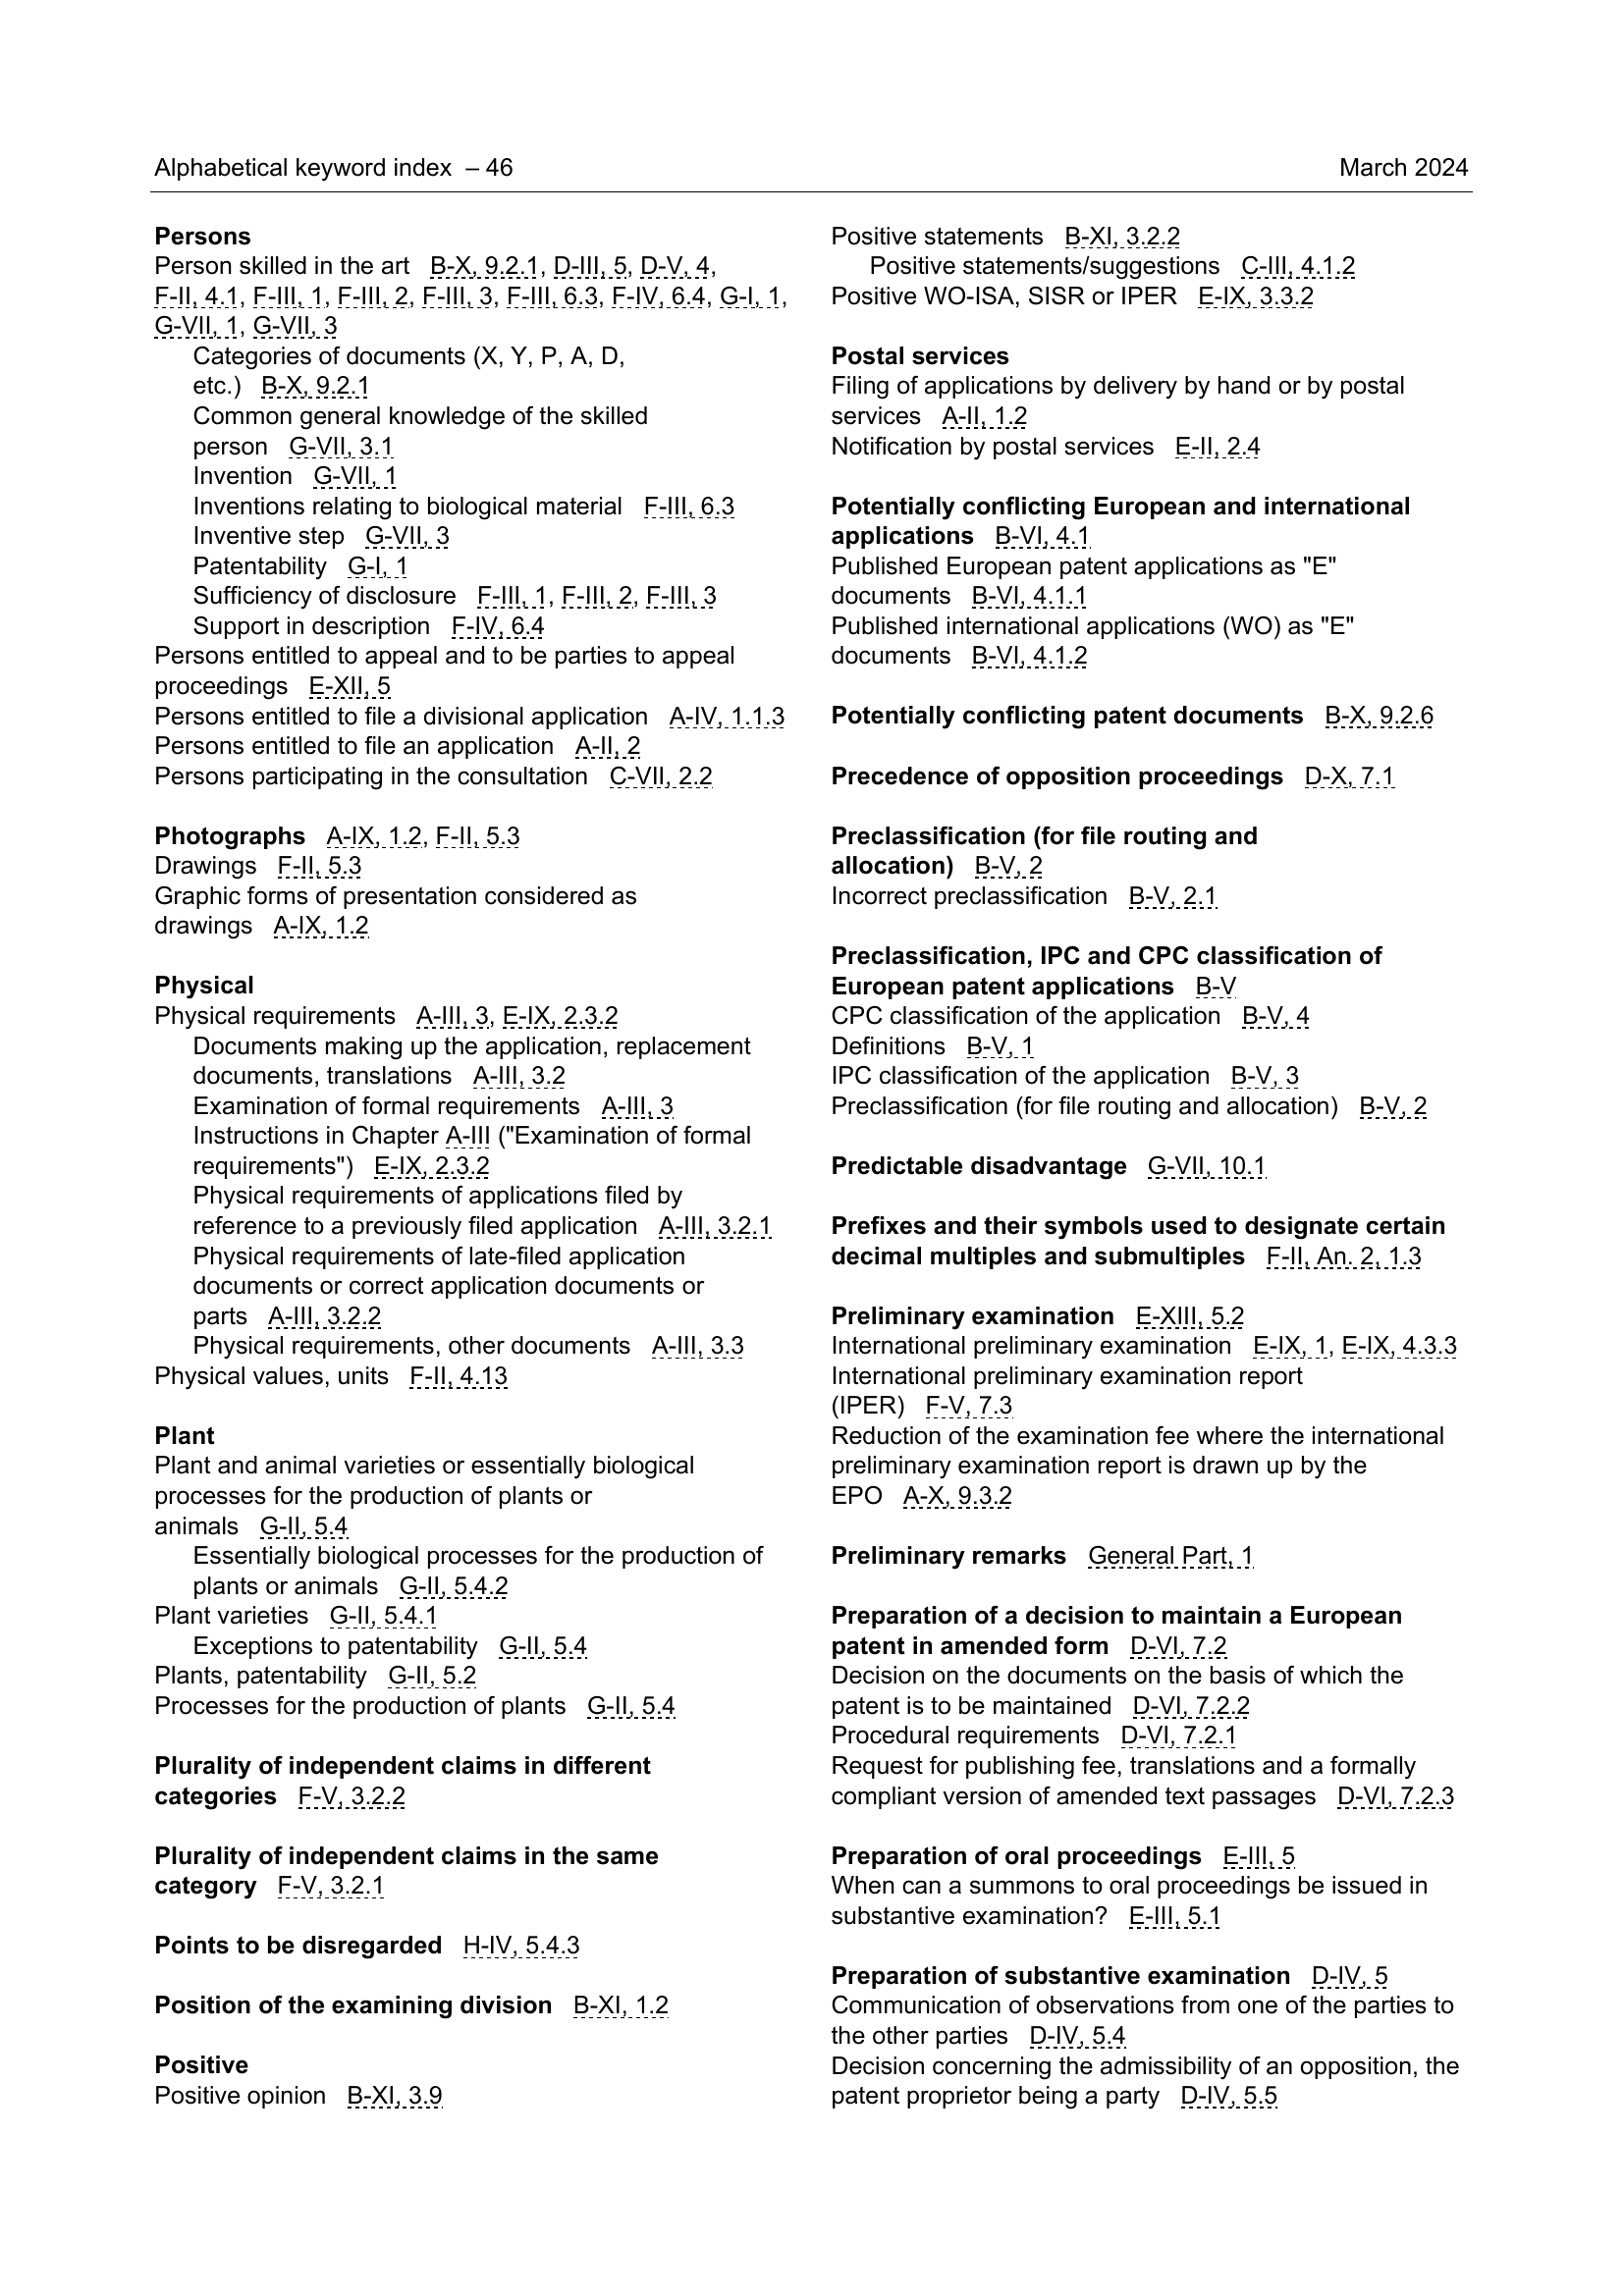 Alphabetical keyword index – 46
March 2024
Persons
Person skilled in the art B-X, 9.2.1, D-III, 5, D-V, 4,
F-II, 4.1, F-III, 1, F-III, 2, F-III, 3, F-III, 6.3, F-IV, 6.4, G-I, 1,
G-VII, 1, G-VII, 3
Categories of documents (X, Y, P, A, D,
etc.) B-X, 9.2.1
Common general knowledge of the skilled
person G-VII, 3.1
Invention G-VII, 1
Inventions relating to biological material F-III, 6.3
Inventive step G-VII, 3
Patentability G-I, 1
Sufficiency of disclosure F-III, 1, F-III, 2, F-III, 3
Support in description F-IV, 6.4
Persons entitled to appeal and to be parties to appeal
proceedings E-XII, 5
Persons entitled to file a divisional application A-IV, 1.1.3
Persons entitled to file an application A-II, 2
Persons participating in the consultation C-VII, 2.2
Photographs A-IX, 1.2, F-II, 5.3
Drawings F-II, 5.3
Graphic forms of presentation considered as
drawings A-IX, 1.2
Physical
Physical requirements A-III, 3, E-IX, 2.3.2
Documents making up the application, replacement
documents, translations A-III, 3.2
Examination of formal requirements A-III, 3
Instructions in Chapter A-III ("Examination of formal
requirements") E-IX, 2.3.2
Physical requirements of applications filed by
reference to a previously filed application A-III, 3.2.1
Physical requirements of late-filed application
documents or correct application documents or
parts A-III, 3.2.2
Physical requirements, other documents A-III, 3.3
Physical values, units F-II, 4.13
Plant
Plant and animal varieties or essentially biological
processes for the production of plants or
animals G-II, 5.4
Essentially biological processes for the production of
plants or animals G-II, 5.4.2
Plant varieties G-II, 5.4.1
Exceptions to patentability G-II, 5.4
Plants, patentability G-II, 5.2
Processes for the production of plants G-II, 5.4
Plurality of independent claims in different
categories F-V, 3.2.2
Plurality of independent claims in the same
category F-V, 3.2.1
Points to be disregarded H-IV, 5.4.3
Position of the examining division B-XI, 1.2
Positive
Positive opinion B-XI, 3.9
Positive statements B-XI, 3.2.2
Positive statements/suggestions C-III, 4.1.2
Positive WO-ISA, SISR or IPER E-IX, 3.3.2
Postal services
Filing of applications by delivery by hand or by postal
services A-II, 1.2
Notification by postal services E-II, 2.4
Potentially conflicting European and international
applications B-VI, 4.1
Published European patent applications as "E"
documents B-VI, 4.1.1
Published international applications (WO) as "E"
documents B-VI, 4.1.2
Potentially conflicting patent documents B-X, 9.2.6
Precedence of opposition proceedings D-X, 7.1
Preclassification (for file routing and
allocation) B-V, 2
Incorrect preclassification B-V, 2.1
Preclassification, IPC and CPC classification of
European patent applications B-V
CPC classification of the application B-V, 4
Definitions B-V, 1
IPC classification of the application B-V, 3
Preclassification (for file routing and allocation) B-V, 2
Predictable disadvantage G-VII, 10.1
Prefixes and their symbols used to designate certain
decimal multiples and submultiples F-II, An. 2, 1.3
Preliminary examination E-XIII, 5.2
International preliminary examination E-IX, 1, E-IX, 4.3.3
International preliminary examination report
(IPER) F-V, 7.3
Reduction of the examination fee where the international
preliminary examination report is drawn up by the
EPO A-X, 9.3.2
Preliminary remarks General Part, 1
Preparation of a decision to maintain a European
patent in amended form D-VI, 7.2
Decision on the documents on the basis of which the
patent is to be maintained D-VI, 7.2.2
Procedural requirements D-VI, 7.2.1
Request for publishing fee, translations and a formally
compliant version of amended text passages D-VI, 7.2.3
Preparation of oral proceedings E-III, 5
When can a summons to oral proceedings be issued in
substantive examination? E-III, 5.1
Preparation of substantive examination D-IV, 5
Communication of observations from one of the parties to
the other parties D-IV, 5.4
Decision concerning the admissibility of an opposition, the
patent proprietor being a party D-IV, 5.5